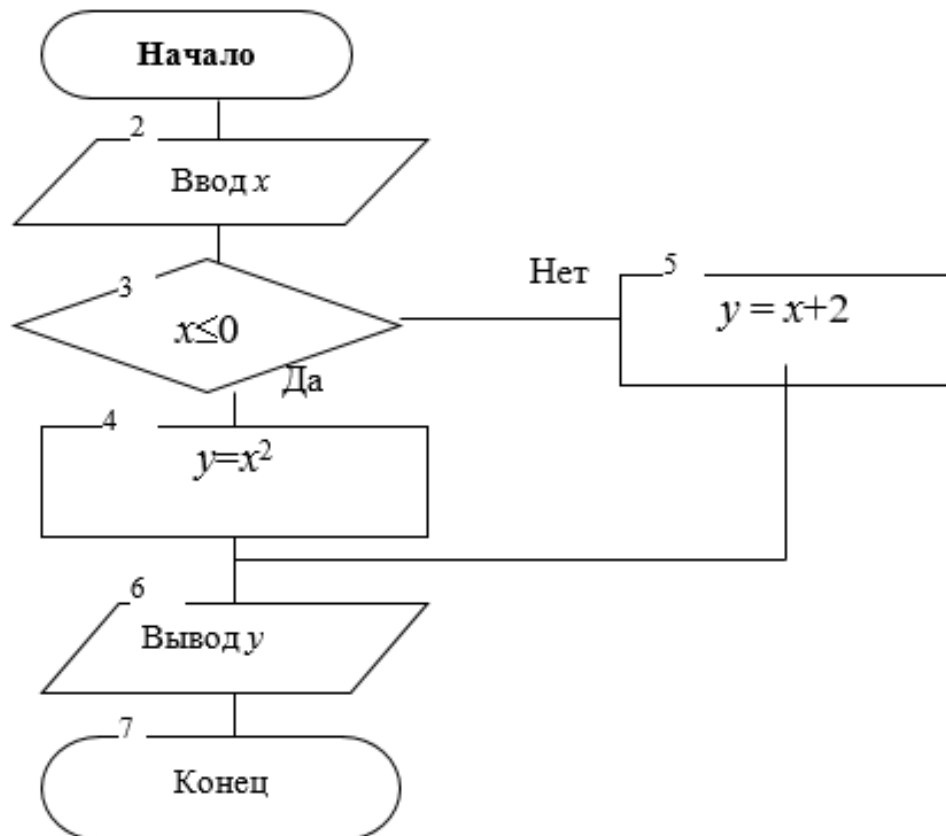 Начало
2
Ввод x
3
x≤0
Нет
Да
5
y = x+2
4
y=x²
6
Вывод y
7
Конец